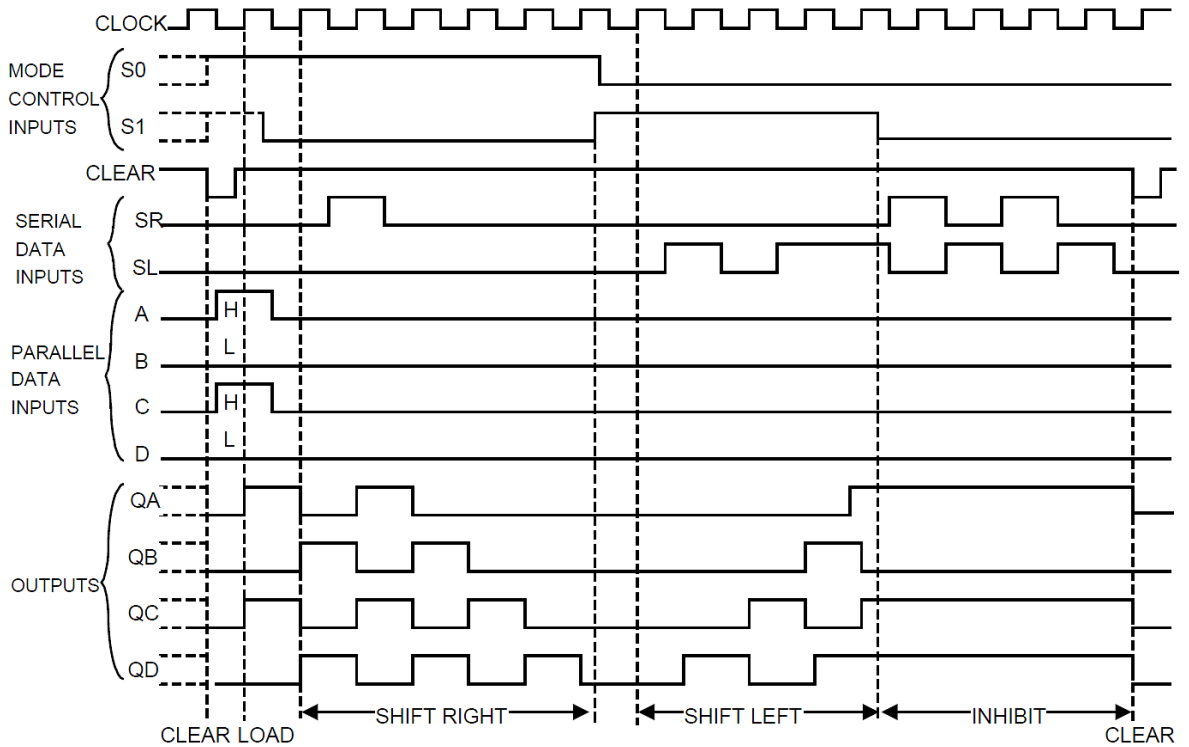 CLOCK
MODE
CONTROL
INPUTS
S0
S1
CLEAR
SERIAL
DATA
INPUTS
SR
SL
PARALLEL
DATA
INPUTS
A
H
B
L
C
H
D
L
OUTPUTS
QA
QB
QC
QD
SHIFT RIGHT
SHIFT LEFT
INHIBIT
CLEAR
LOAD
CLEAR